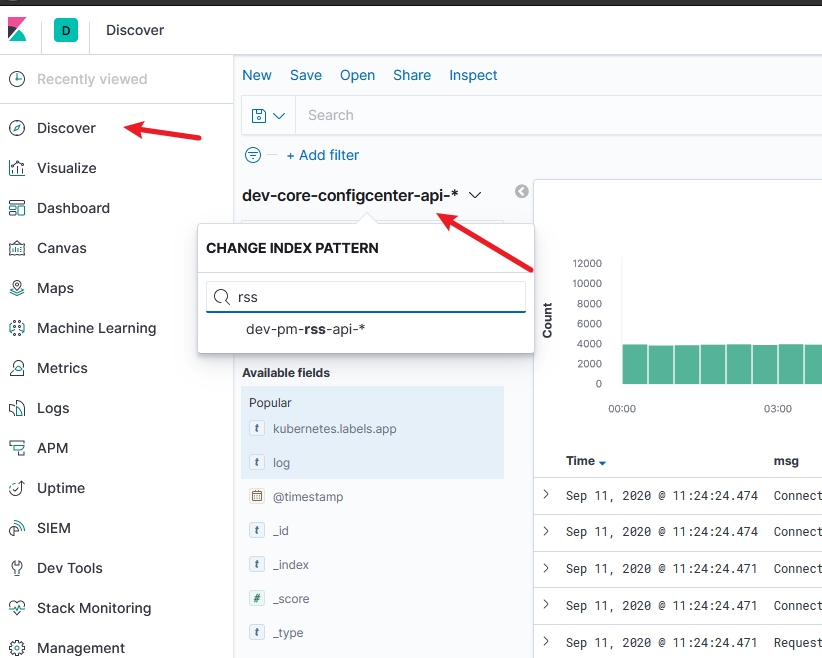 D
Discover
Recently viewed
Discover
Visualize
Dashboard
Canvas
Maps
Machine Learning
Metrics
Logs
APM
Uptime
SIEM
Dev Tools
Stack Monitoring
Management
New Save Open Share Inspect
Search
+ Add filter
dev-core-configcenter-api-*
CHANGE INDEX PATTERN
rss
dev-pm-rss-api-*
Available fields
Popular
t kubernetes.labels.app
t log
@timestamp
t _id
t _index
# _score
t _type
Count
12000
10000
8000
6000
4000
2000
0
00:00 03:00
Time msg
Sep 11, 2020 @ 11:24:24.474 Connect
Sep 11, 2020 @ 11:24:24.474 Connect
Sep 11, 2020 @ 11:24:24.471 Connect
Sep 11, 2020 @ 11:24:24.471 Connect
Sep 11, 2020 @ 11:24:24.471 Request